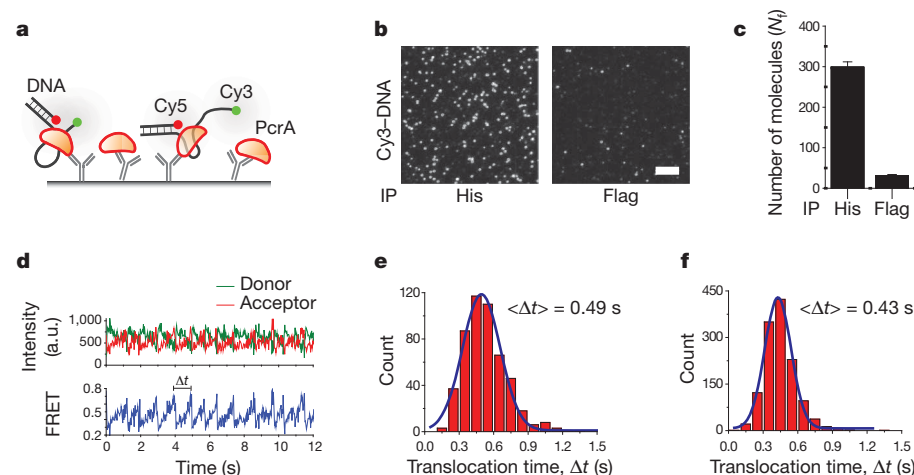 a
DNA
Cy5
Cy3
PcrA
b
Cy3–DNA
IP
His
Flag
c
Number of molecules (Nf)
400
300
200
100
0
IP
His
Flag
d
Donor
Acceptor
Intensity
(a.u.)
1,000
500
0
FRET
0.8
0.5
0.2
Δt
0 2 4 6 8 10 12
Time (s)
e
<Δt> = 0.49 s
Count
120
80
40
0
0.0 0.3 0.6 0.9 1.2 1.5
Translocation time, Δt (s)
f
<Δt> = 0.43 s
Count
450
300
150
0
0.0 0.3 0.6 0.9 1.2 1.5
Translocation time, Δt (s)